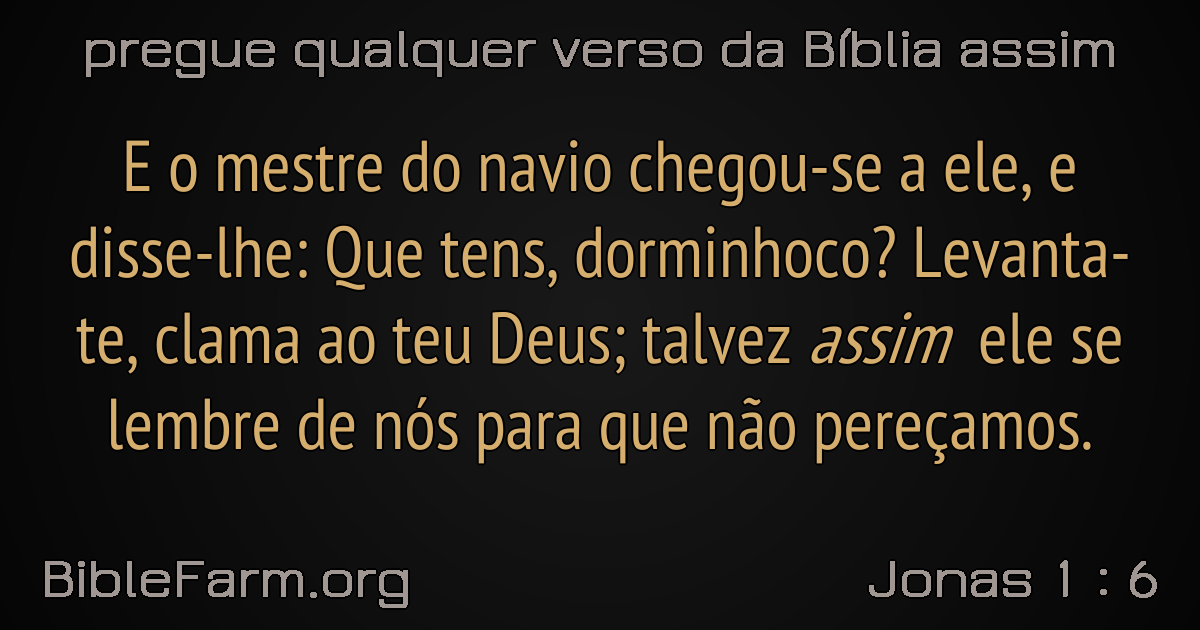 pregue qualquer verso da Bíblia assim
E o mestre do navio chegou-se a ele, e
disse-lhe: Que tens, dorminhoco? Levanta-
te, clama ao teu Deus; talvez assim ele se
lembre de nós para que não pereçamos.
BibleFarm.org
Jonas 1 : 6